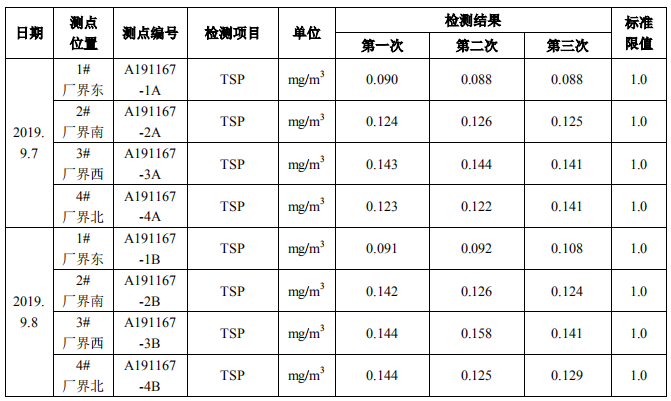 日期 测点位置 测点编号 检测项目 单位 检测结果 标准限值
第一次 第二次 第三次
2019.9.7 1#厂界东 A191167-1A TSP mg/m³ 0.090 0.088 0.088 1.0
2#厂界南 A191167-2A TSP mg/m³ 0.124 0.126 0.125 1.0
3#厂界西 A191167-3A TSP mg/m³ 0.143 0.144 0.141 1.0
4#厂界北 A191167-4A TSP mg/m³ 0.123 0.122 0.141 1.0
2019.9.8 1#厂界东 A191167-1B TSP mg/m³ 0.091 0.092 0.108 1.0
2#厂界南 A191167-2B TSP mg/m³ 0.142 0.126 0.124 1.0
3#厂界西 A191167-3B TSP mg/m³ 0.144 0.158 0.141 1.0
4#厂界北 A191167-4B TSP mg/m³ 0.144 0.125 0.129 1.0